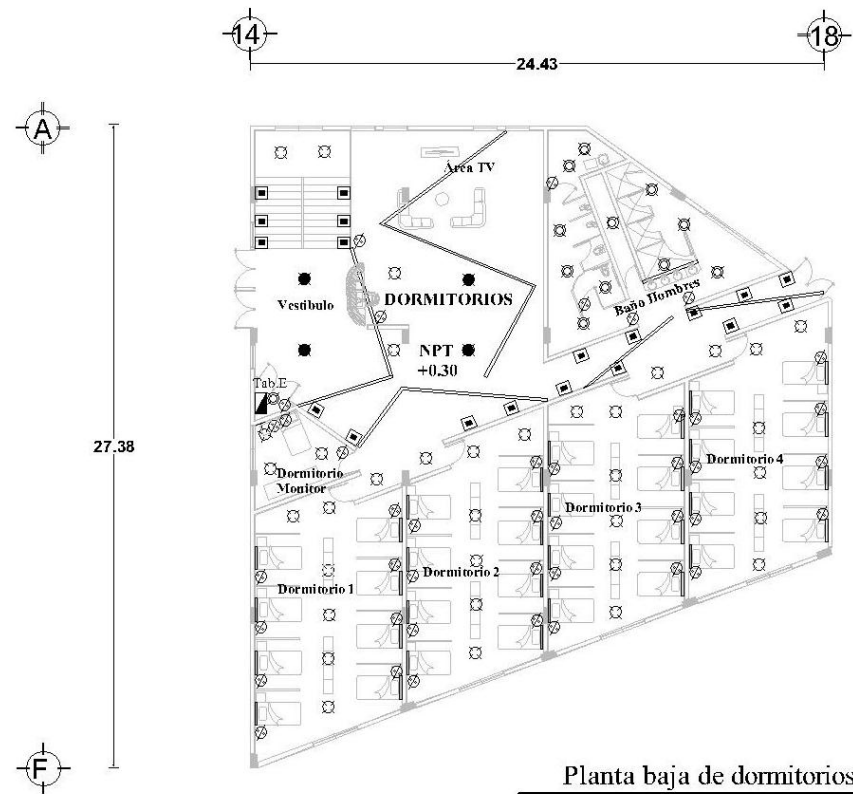 14
18
24.43
A
Área TV
DORMITORIOS
Vestibulo
Baño Hombres
NPT
+0.30
Tab.E
27.38
Dormitorio
Monitor
Dormitorio 4
Dormitorio 3
Dormitorio 2
Dormitorio 1
F
Planta baja de dormitorios